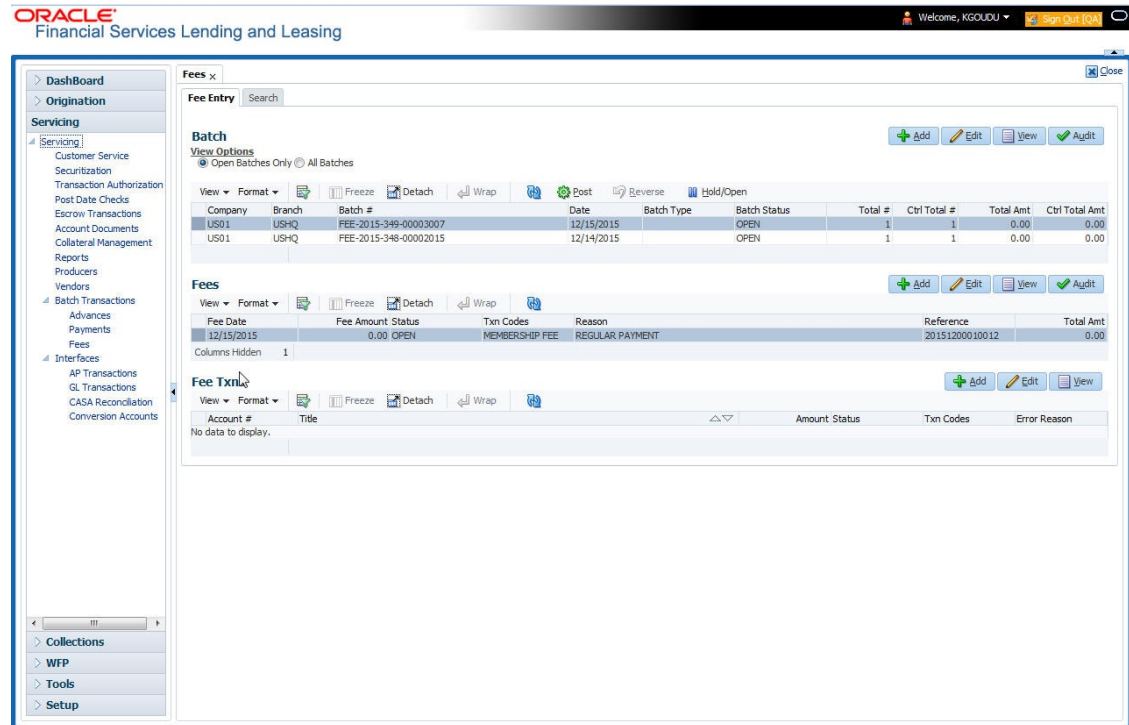 ORACLE®
Financial Services Lending and Leasing
Welcome, KGOUDU
Sign Out [QA]
DashBoard
Origination
Servicing
Servicing
Customer Service
Securitization
Transaction Authorization
Post Date Checks
Escrow Transactions
Account Documents
Collateral Management
Reports
Producers
Vendors
Batch Transactions
Advances
Payments
Fees
Interfaces
AP Transactions
GL Transactions
CASA Reconciliation
Conversion Accounts
Collections
WFP
Tools
Setup
Fees
Close
Fee Entry Search
Batch
Add Edit View Audit
View Options
Open Batches Only All Batches
View Format Freeze Detach Wrap Post Reverse Hold/Open
Company Branch Batch # Date Batch Type Batch Status Total # Ctrl Total # Total Amt Ctrl Total Amt
US01 USHQ FEE-2015-349-00003007 12/15/2015 OPEN 1 1 0.00 0.00
US01 USHQ FEE-2015-348-00002015 12/14/2015 OPEN 1 1 0.00 0.00
Fees
Add Edit View Audit
View Format Freeze Detach Wrap
Fee Date Fee Amount Status Txn Codes Reason Reference Total Amt
12/15/2015 0.00 OPEN MEMBERSHIP FEE REGULAR PAYMENT 20151200010012 0.00
Columns Hidden 1
Fee Txn
Add Edit View
View Format Freeze Detach Wrap
Account # Title Amount Status Txn Codes Error Reason
No data to display.